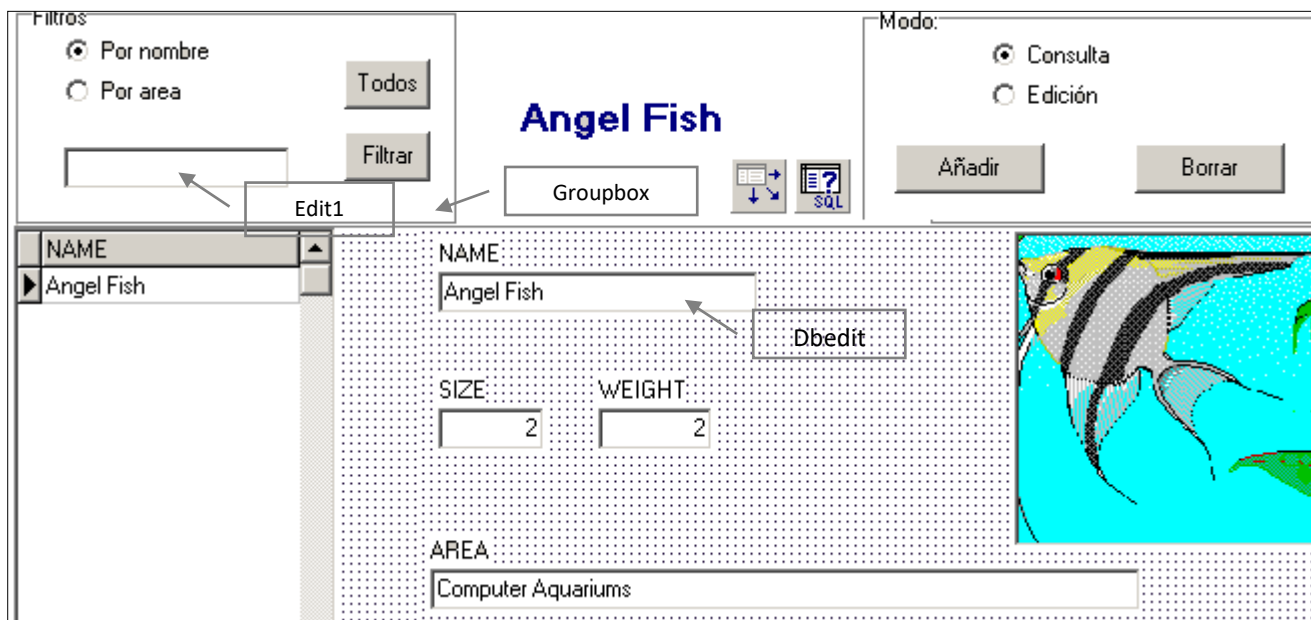 Filtros
Por nombre
Por area
Todos
Filtrar
Edit1
Angel Fish
Groupbox
SQL
Modo:
Consulta
Edición
Añadir
Borrar
NAME
Angel Fish
NAME
Angel Fish
Dbedit
SIZE WEIGHT
2 2
AREA
Computer Aquariums